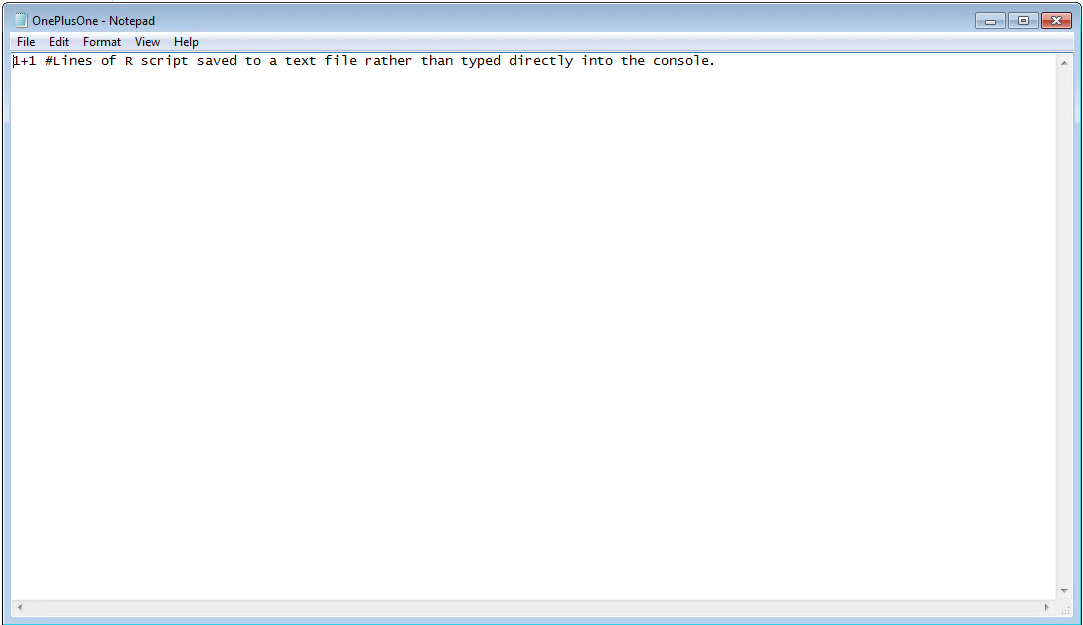 OnePlusOne - Notepad
File Edit Format View Help
1+1 #Lines of R script saved to a text file rather than typed directly into the console.